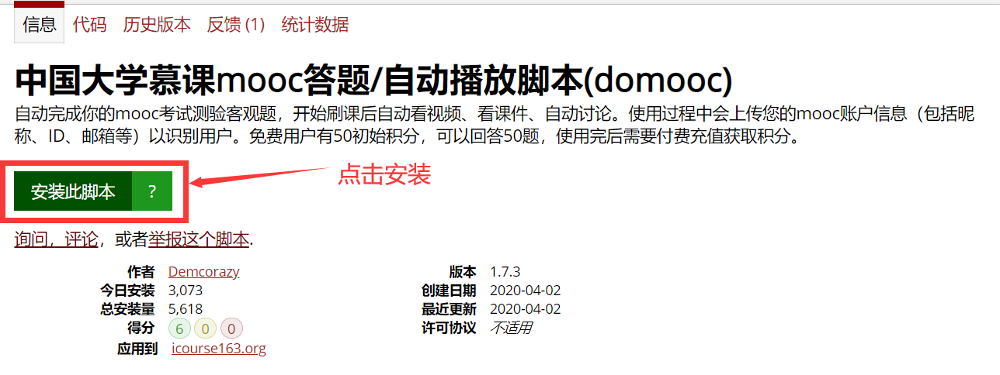 信息 代码 历史版本 反馈 (1) 统计数据
中国大学慕课mooc答题/自动播放脚本(domooc)
自动完成你的mooc考试测验客观题，开始刷课后自动看视频、看课件、自动讨论。使用过程中会上传您的mooc账户信息（包括昵
称、ID、邮箱等）以识别用户。免费用户有50初始积分，可以回答50题，使用完后需要付费充值获取积分。
点击安装
安装此脚本 ?
询问，评论，或者举报这个脚本.
作者 Demcorazy 版本 1.7.3
今日安装 3,073 创建日期 2020-04-02
总安装量 5,618 最近更新 2020-04-02
得分 6 0 0 许可协议 不适用
应用到 icourse163.org